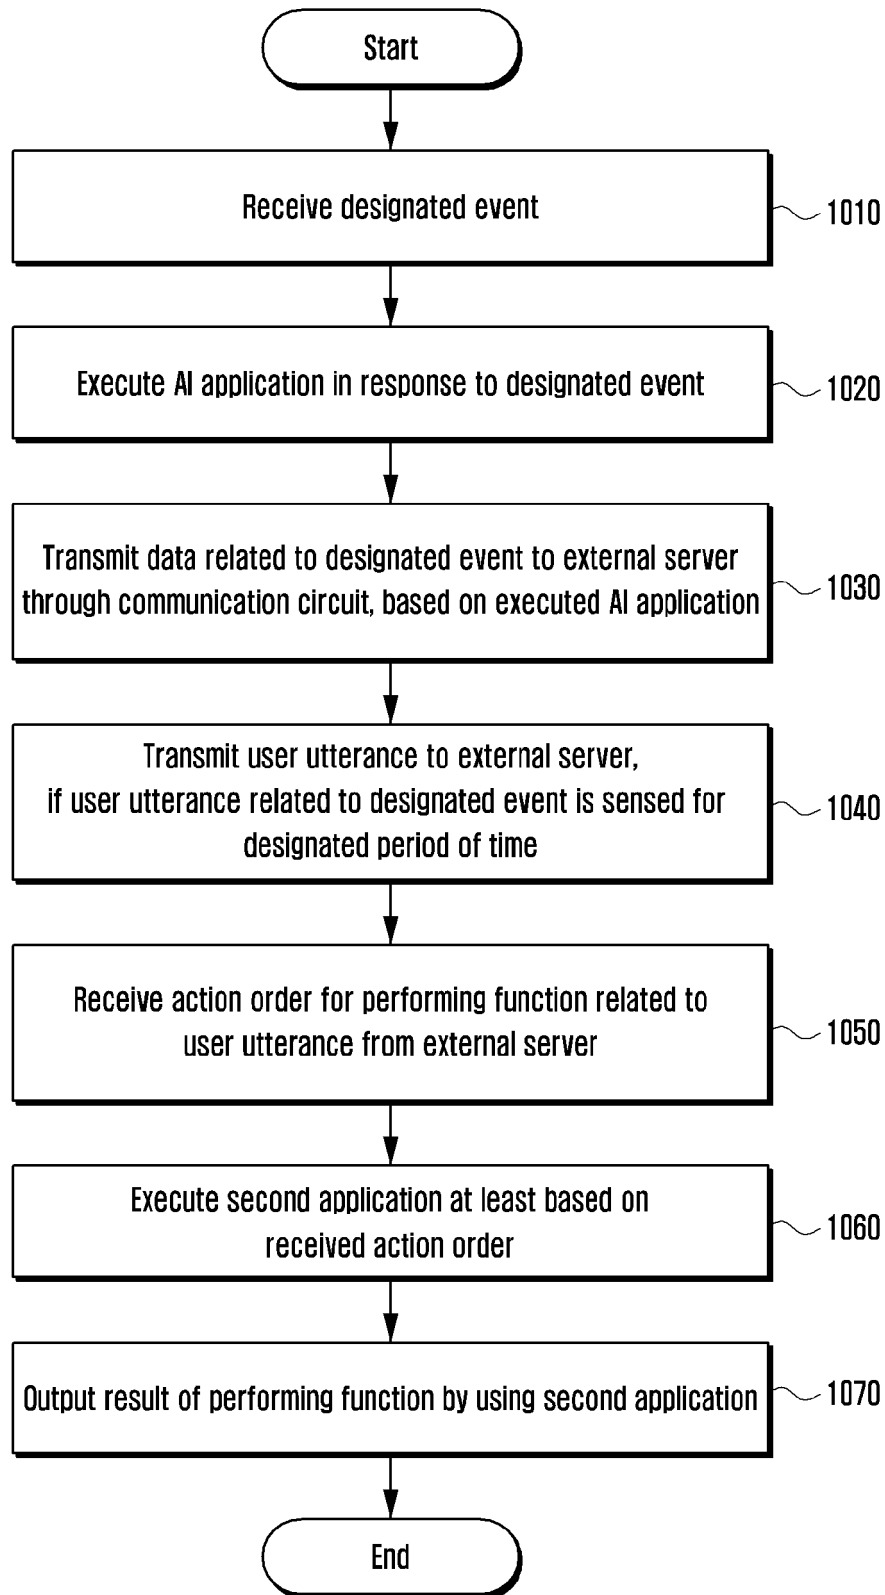 Start
Receive designated event
1010
Execute AI application in response to designated event
1020
Transmit data related to designated event to external server
through communication circuit, based on executed AI application
1030
Transmit user utterance to external server,
if user utterance related to designated event is sensed for
designated period of time
1040
Receive action order for performing function related to
user utterance from external server
1050
Execute second application at least based on
received action order
1060
Output result of performing function by using second application
1070
End